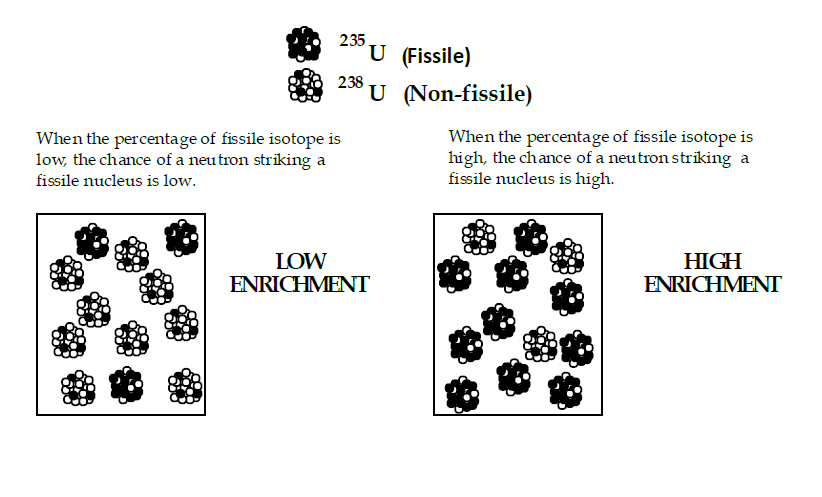 235U (Fissile)
238U (Non-fissile)
When the percentage of fissile isotope is
low, the chance of a neutron striking a
fissile nucleus is low.
When the percentage of fissile isotope is
high, the chance of a neutron striking a
fissile nucleus is high.
LOW
ENRICHMENT
HIGH
ENRICHMENT